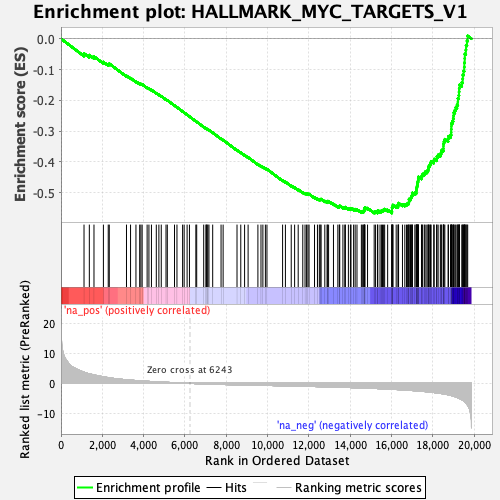 Enrichment plot: HALLMARK_MYC_TARGETS_V1
Enrichment score (ES)
0.0
-0.1
-0.2
-0.3
-0.4
-0.5
'na_pos' (positively correlated)
Ranked list metric (PreRanked)
20
10
0
-10
Zero cross at 6243
'na_neg' (negatively correlated)
0
2,000
4,000
6,000
8,000
10,000
12,000
14,000
16,000
18,000
20,000
Rank in Ordered Dataset
Enrichment profile
Hits
Ranking metric scores